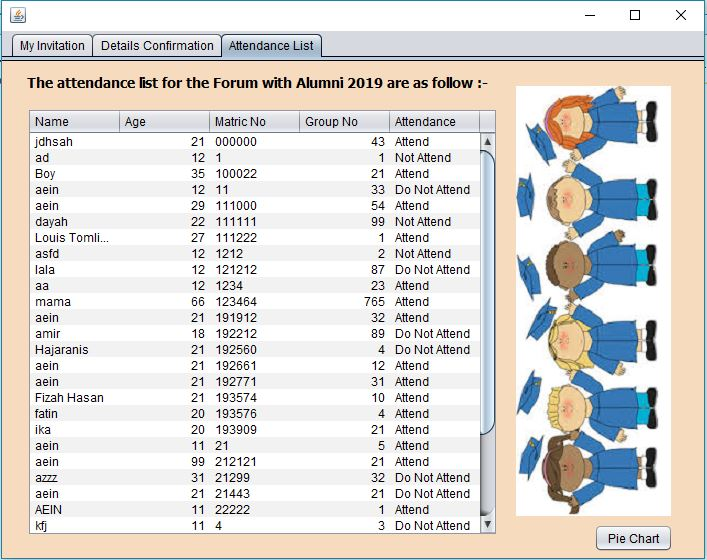 My Invitation Details Confirmation Attendance List
The attendance list for the Forum with Alumni 2019 are as follow :-
Name Age Matric No Group No Attendance
jdhsah 21 000000 43 Attend
ad 12 1 1 Not Attend
Boy 35 100022 21 Attend
aein 12 11 33 Do Not Attend
aein 29 111000 54 Attend
dayah 22 111111 99 Not Attend
Louis Tomli... 27 111222 1 Attend
asfd 12 1212 2 Not Attend
lala 12 121212 87 Do Not Attend
aa 12 1234 23 Attend
mama 66 123464 765 Attend
aein 21 191912 32 Attend
amir 18 192212 89 Do Not Attend
Hajaranis 21 192560 4 Do Not Attend
aein 21 192661 12 Attend
aein 21 192771 31 Attend
Fizah Hasan 21 193574 10 Attend
fatin 20 193576 4 Attend
ika 20 193909 21 Attend
aein 11 21 5 Attend
aein 99 212121 21 Attend
azzz 31 21299 32 Do Not Attend
aein 21 21443 21 Do Not Attend
AEIN 11 22222 1 Attend
kfj 11 4 3 Do Not Attend
Pie Chart